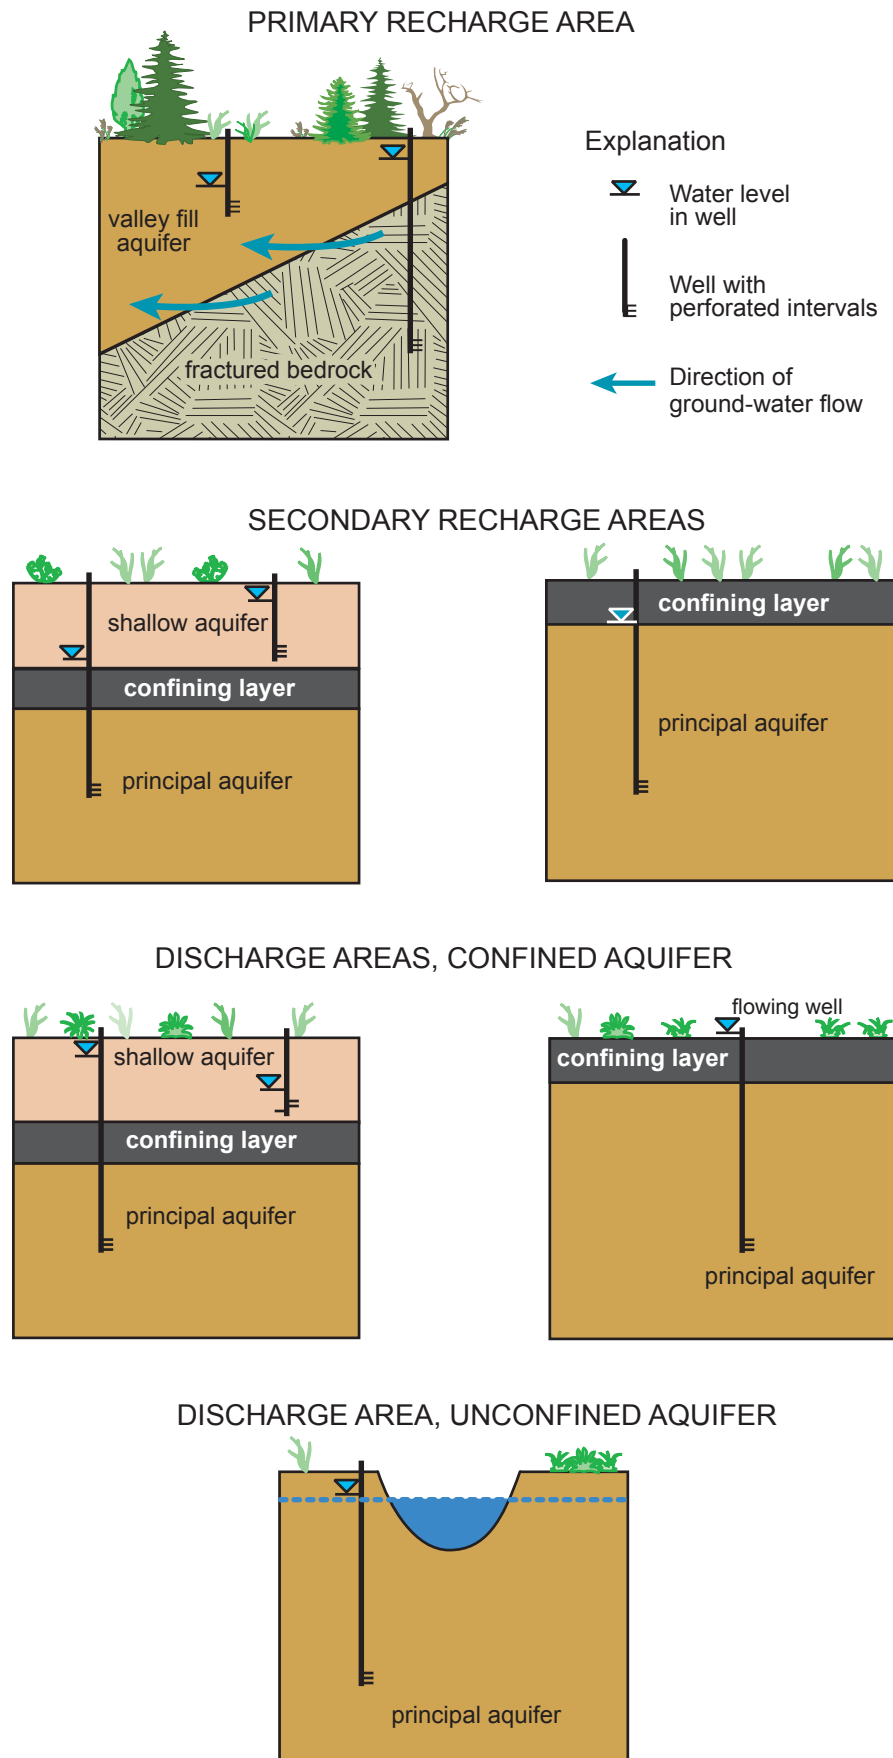 PRIMARY RECHARGE AREA
Explanation
Water level
in well
valley fill
aquifer
Well with
perforated intervals
fractured bedrock
Direction of
ground-water flow
SECONDARY RECHARGE AREAS
shallow aquifer
confining layer
principal aquifer
confining layer
principal aquifer
DISCHARGE AREAS, CONFINED AQUIFER
shallow aquifer
confining layer
principal aquifer
flowing well
confining layer
principal aquifer
DISCHARGE AREA, UNCONFINED AQUIFER
principal aquifer